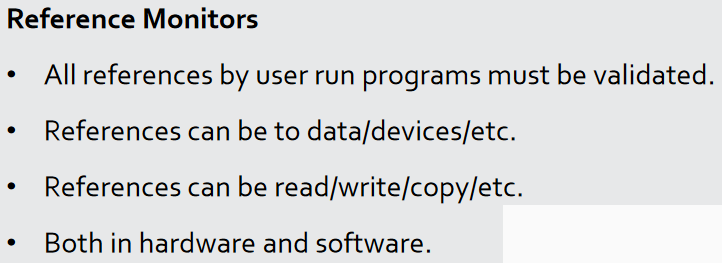 Reference Monitors
• All references by user run programs must be validated.
• References can be to data/devices/etc.
• References can be read/write/copy/etc.
• Both in hardware and software.